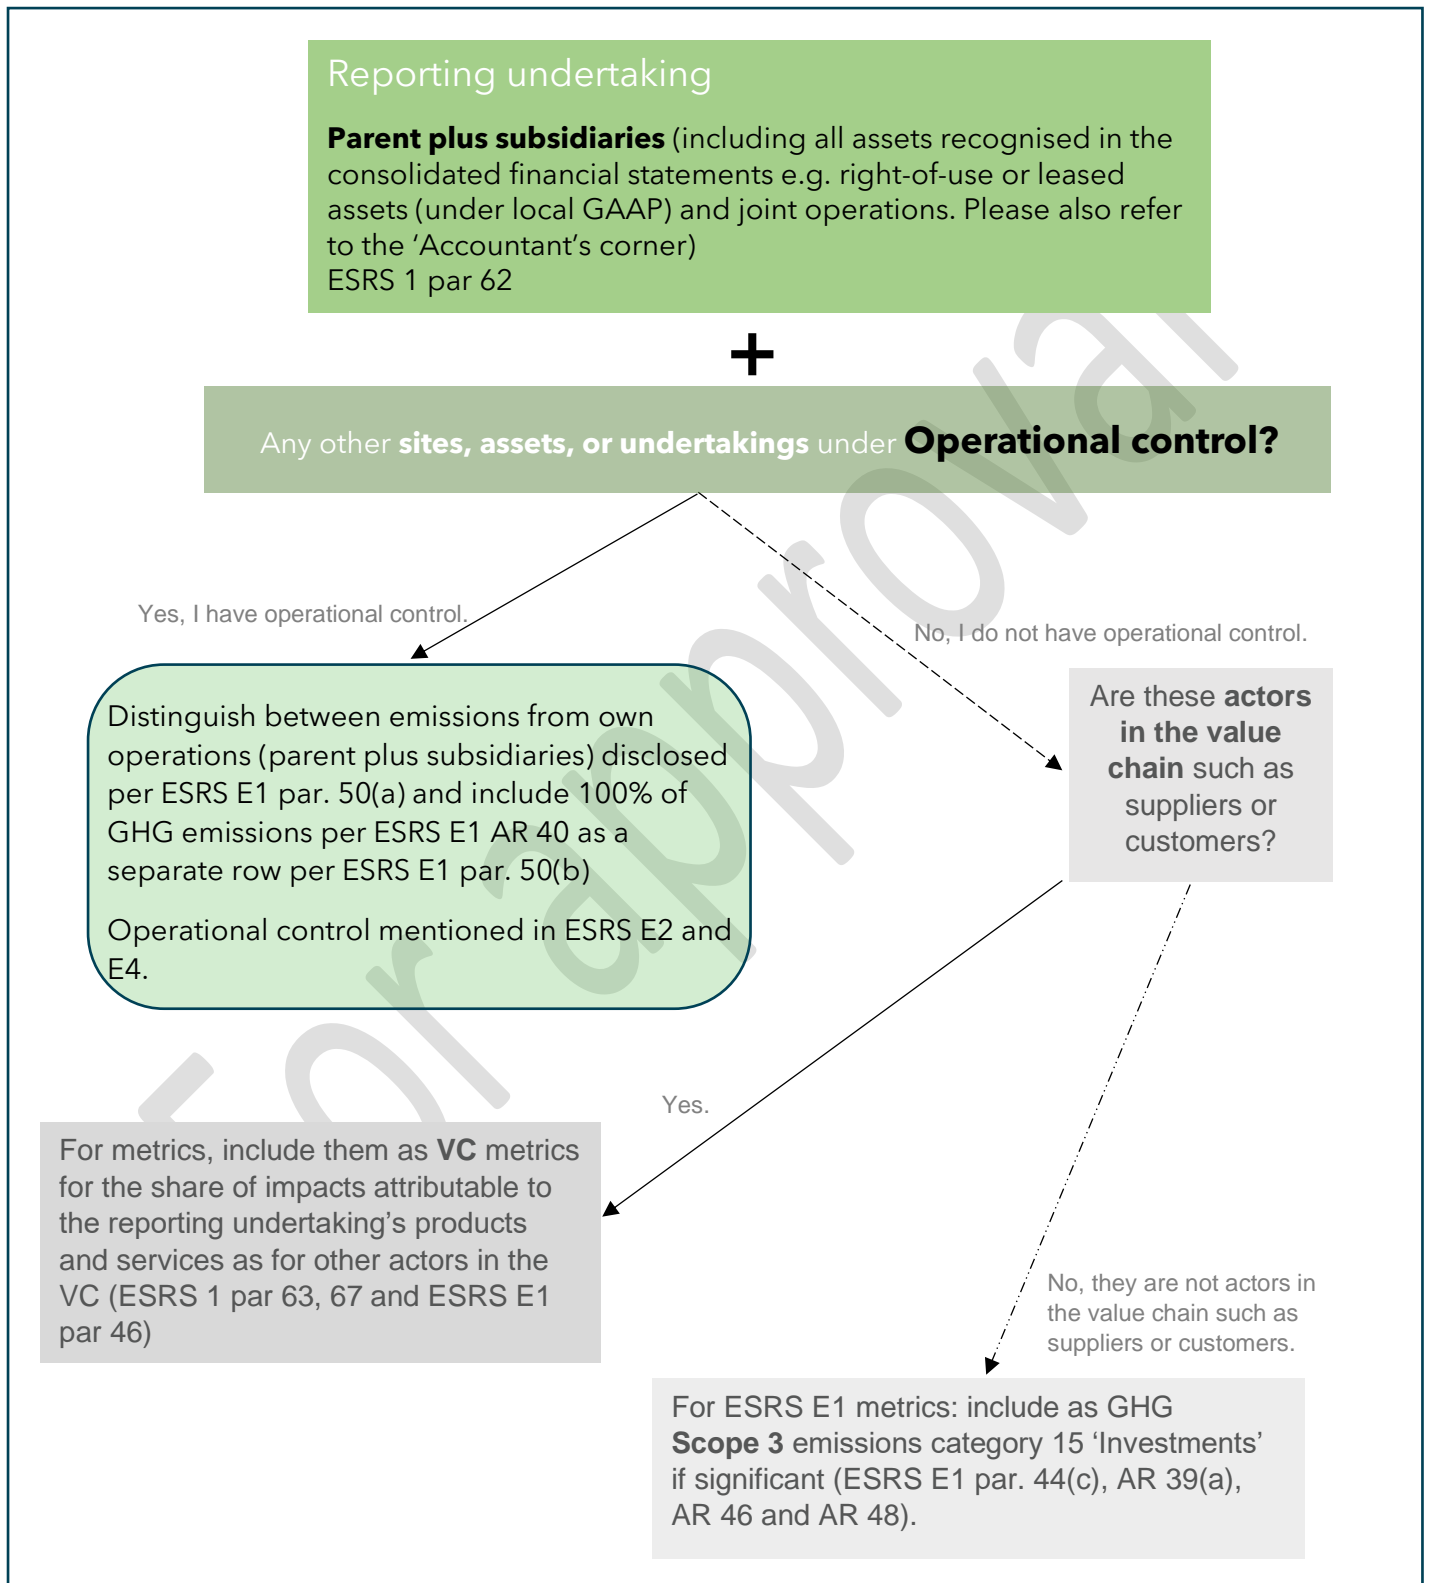 Reporting undertaking
Parent plus subsidiaries (including all assets recognised in the
consolidated financial statements e.g. right-of-use or leased
assets (under local GAAP) and joint operations. Please also refer
to the ‘Accountant’s corner)
ESRS 1 par 62
+
Any other sites, assets, or undertakings under Operational control?
Yes, I have operational control.
No, I do not have operational control.
Distinguish between emissions from own
operations (parent plus subsidiaries) disclosed
per ESRS E1 par. 50(a) and include 100% of
GHG emissions per ESRS E1 AR 40 as a
separate row per ESRS E1 par. 50(b)
Operational control mentioned in ESRS E2 and
E4.
Are these actors
in the value
chain such as
suppliers or
customers?
Yes.
For metrics, include them as VC metrics
for the share of impacts attributable to
the reporting undertaking’s products
and services as for other actors in the
VC (ESRS 1 par 63, 67 and ESRS E1
par 46)
No, they are not actors in
the value chain such as
suppliers or customers.
For ESRS E1 metrics: include as GHG
Scope 3 emissions category 15 ‘Investments’
if significant (ESRS E1 par. 44(c), AR 39(a),
AR 46 and AR 48).
For approval